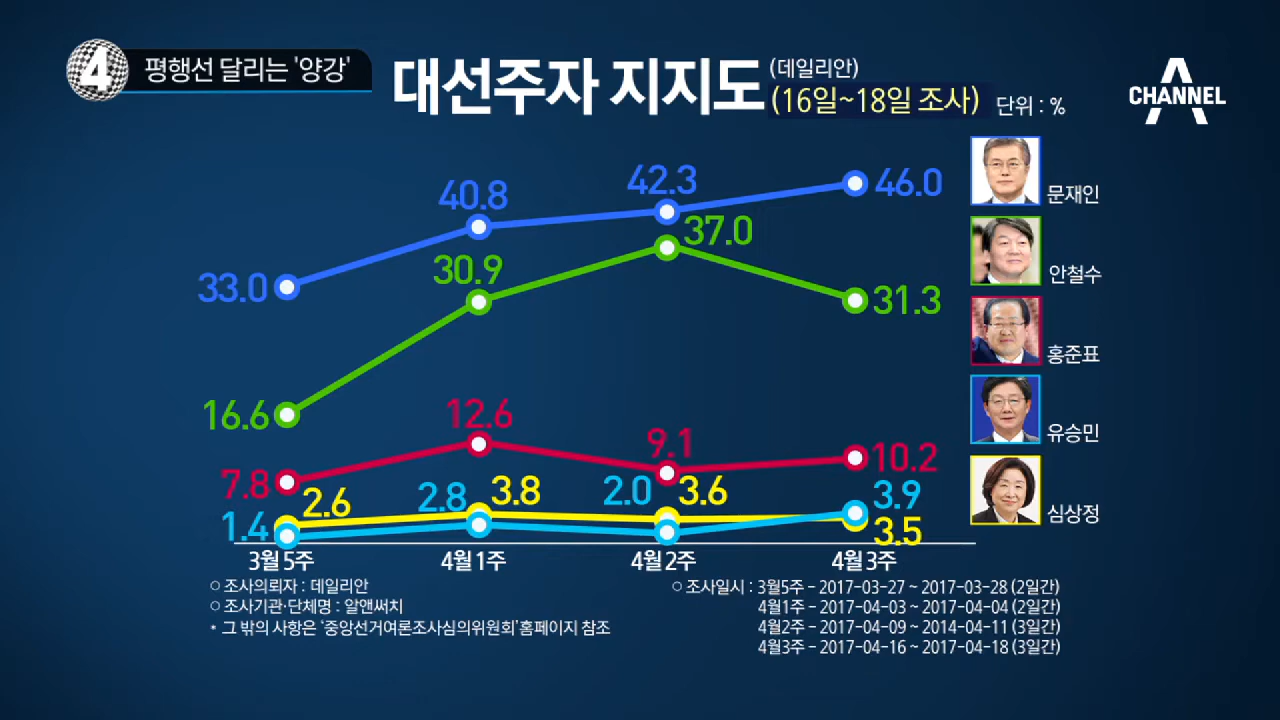 4 평행선 달리는 '양강'
대선주자 지지도
(데일리안)
(16일~18일 조사)
단위 : %
CHANNEL A
33.0
40.8
42.3
46.0
문재인
16.6
30.9
37.0
31.3
안철수
7.8
12.6
9.1
10.2
홍준표
1.4
2.8
2.0
3.9
유승민
2.6
3.8
3.6
3.5
심상정
3월 5주
4월 1주
4월 2주
4월 3주
○ 조사의뢰자 : 데일리안
○ 조사기관·단체명 : 알앤써치
* 그 밖의 사항은 '중앙선거여론조사심의위원회'홈페이지 참조
○ 조사일시 : 3월5주 - 2017-03-27 ~ 2017-03-28 (2일간)
4월1주 - 2017-04-03 ~ 2017-04-04 (2일간)
4월2주 - 2017-04-09 ~ 2014-04-11 (3일간)
4월3주 - 2017-04-16 ~ 2017-04-18 (3일간)